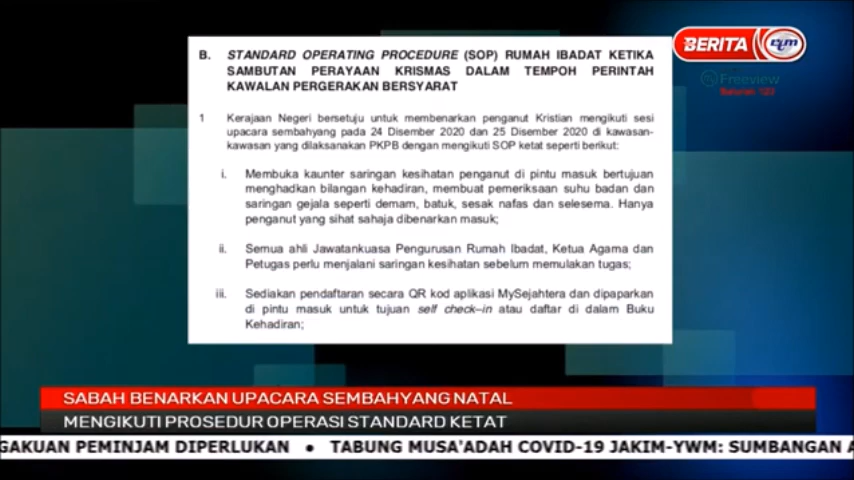 BERITA rtm
Freeview
Saluran 122
B. STANDARD OPERATING PROCEDURE (SOP) RUMAH IBADAT KETIKA
SAMBUTAN PERAYAAN KRISMAS DALAM TEMPOH PERINTAH
KAWALAN PERGERAKAN BERSYARAT
1 Kerajaan Negeri bersetuju untuk membenarkan penganut Kristian mengikuti sesi
upacara sembahyang pada 24 Disember 2020 dan 25 Disember 2020 di kawasan-
kawasan yang dilaksanakan PKPB dengan mengikuti SOP ketat seperti berikut:
i. Membuka kaunter saringan kesihatan penganut di pintu masuk bertujuan
menghadkan bilangan kehadiran, membuat pemeriksaan suhu badan dan
saringan gejala seperti demam, batuk, sesak nafas dan selesema. Hanya
penganut yang sihat sahaja dibenarkan masuk;
ii. Semua ahli Jawatankuasa Pengurusan Rumah Ibadat, Ketua Agama dan
Petugas perlu menjalani saringan kesihatan sebelum memulakan tugas;
iii. Sediakan pendaftaran secara QR kod aplikasi MySejahtera dan dipaparkan
di pintu masuk untuk tujuan self check–in atau daftar di dalam Buku
Kehadiran;
SABAH BENARKAN UPACARA SEMBAHYANG NATAL
MENGIKUTI PROSEDUR OPERASI STANDARD KETAT
GAKUAN PEMINJAM DIPERLUKAN • TABUNG MUSA'ADAH COVID-19 JAKIM-YWM: SUMBANGAN A